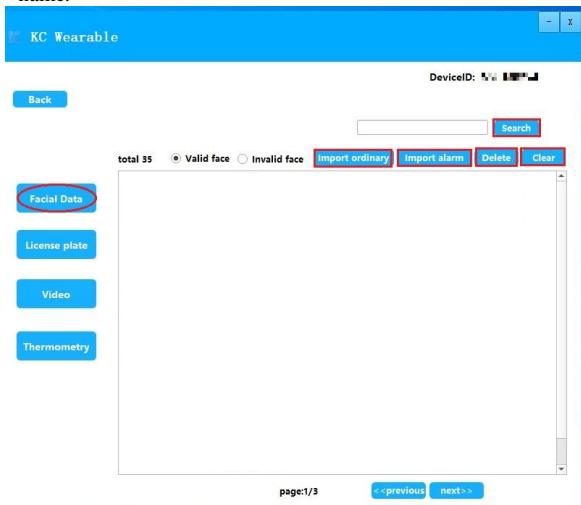 KC Wearable
- x
DeviceID:
Back
Search
total 35 Valid face Invalid face Import ordinary Import alarm Delete Clear
Facial Data
License plate
Video
Thermometry
page:1/3 <<previous next>>